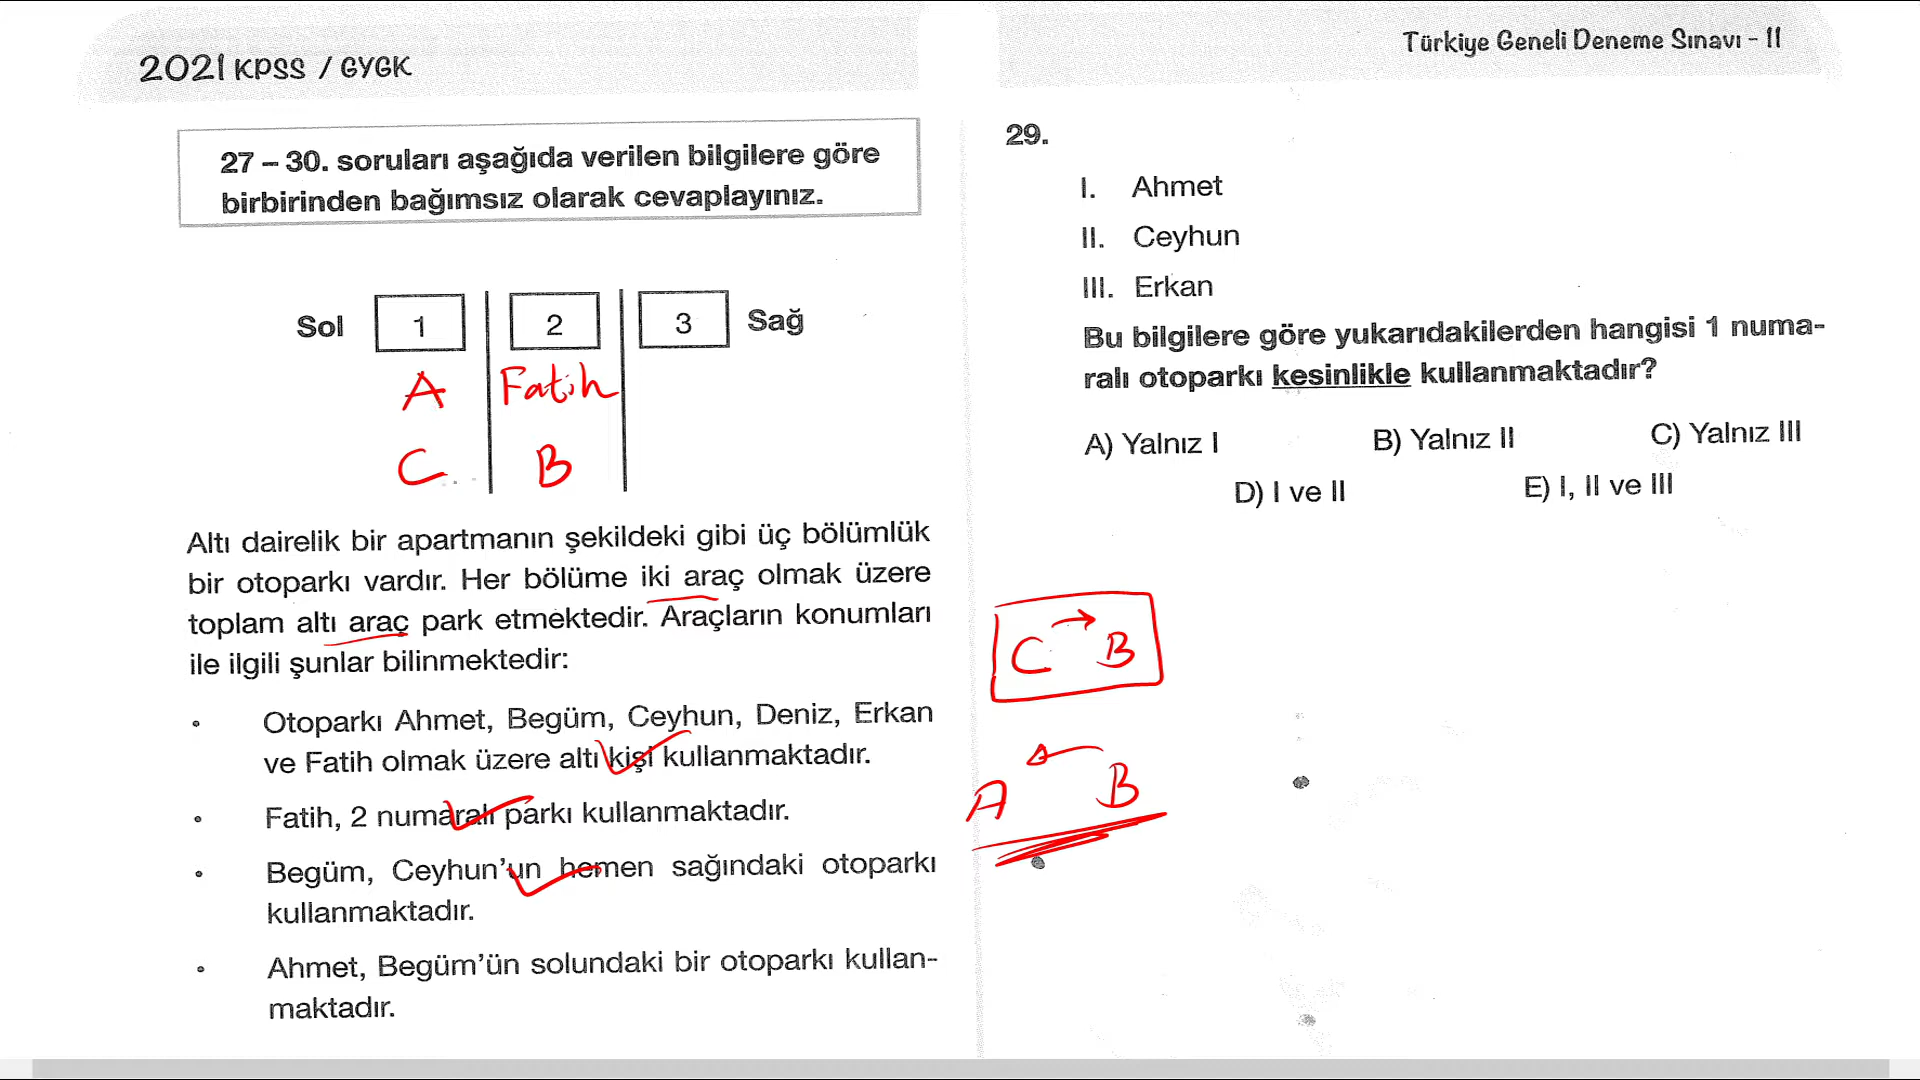 2021 KPSS / GYGK
Türkiye Geneli Deneme Sınavı - II
27 – 30. soruları aşağıda verilen bilgilere göre
birbirinden bağımsız olarak cevaplayınız.
Sol 1 2 3 Sağ
A Fatih
C B
Altı dairelik bir apartmanın şekildeki gibi üç bölümlük
bir otoparkı vardır. Her bölüme iki araç olmak üzere
toplam altı araç park etmektedir. Araçların konumları
ile ilgili şunlar bilinmektedir:
• Otoparkı Ahmet, Begüm, Ceyhun, Deniz, Erkan
ve Fatih olmak üzere altı kişi kullanmaktadır.
• Fatih, 2 numaralı parkı kullanmaktadır.
• Begüm, Ceyhun'un hemen sağındaki otoparkı
kullanmaktadır.
• Ahmet, Begüm'ün solundaki bir otoparkı kullan-
maktadır.
29.
I. Ahmet
II. Ceyhun
III. Erkan
Bu bilgilere göre yukarıdakilerden hangisi 1 numa-
ralı otoparkı kesinlikle kullanmaktadır?
A) Yalnız I B) Yalnız II C) Yalnız III
D) I ve II E) I, II ve III
C → B
A ← B